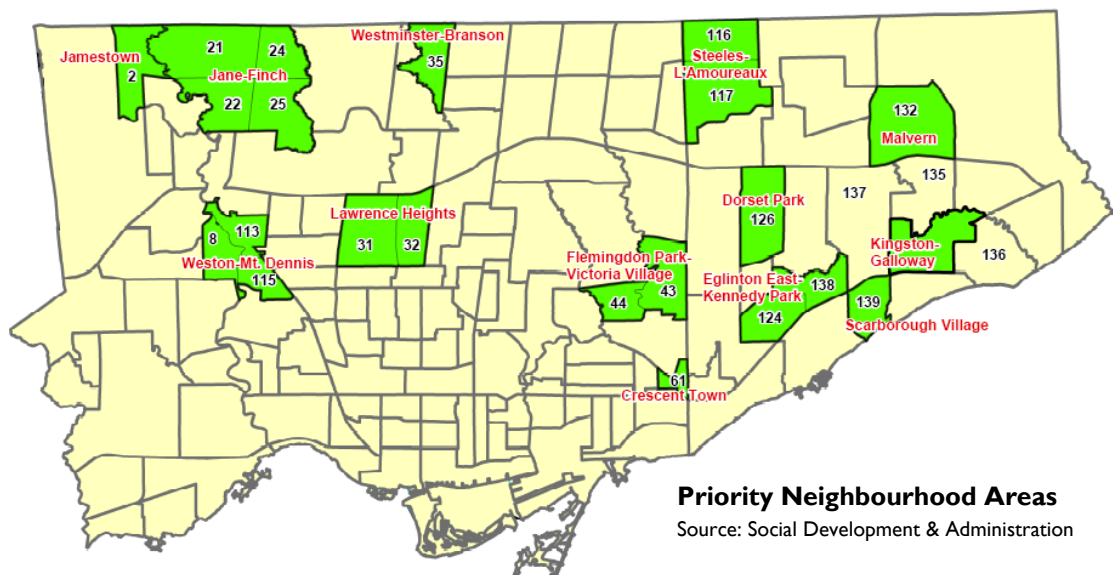 Jamestown
2
21
24
Jane-Finch
22
25
Westminster-Branson
35
116
Steeles-
L'Amoureaux
117
132
Malvern
135
137
Dorset Park
126
Kingston-
Galloway
136
Lawrence Heights
31
32
8
113
Weston-Mt. Dennis
115
Flemingdon Park-
Victoria Village
44
43
Eglinton East-
Kennedy Park
138
124
139
Scarborough Village
61
Crescent Town
Priority Neighbourhood Areas
Source: Social Development & Administration